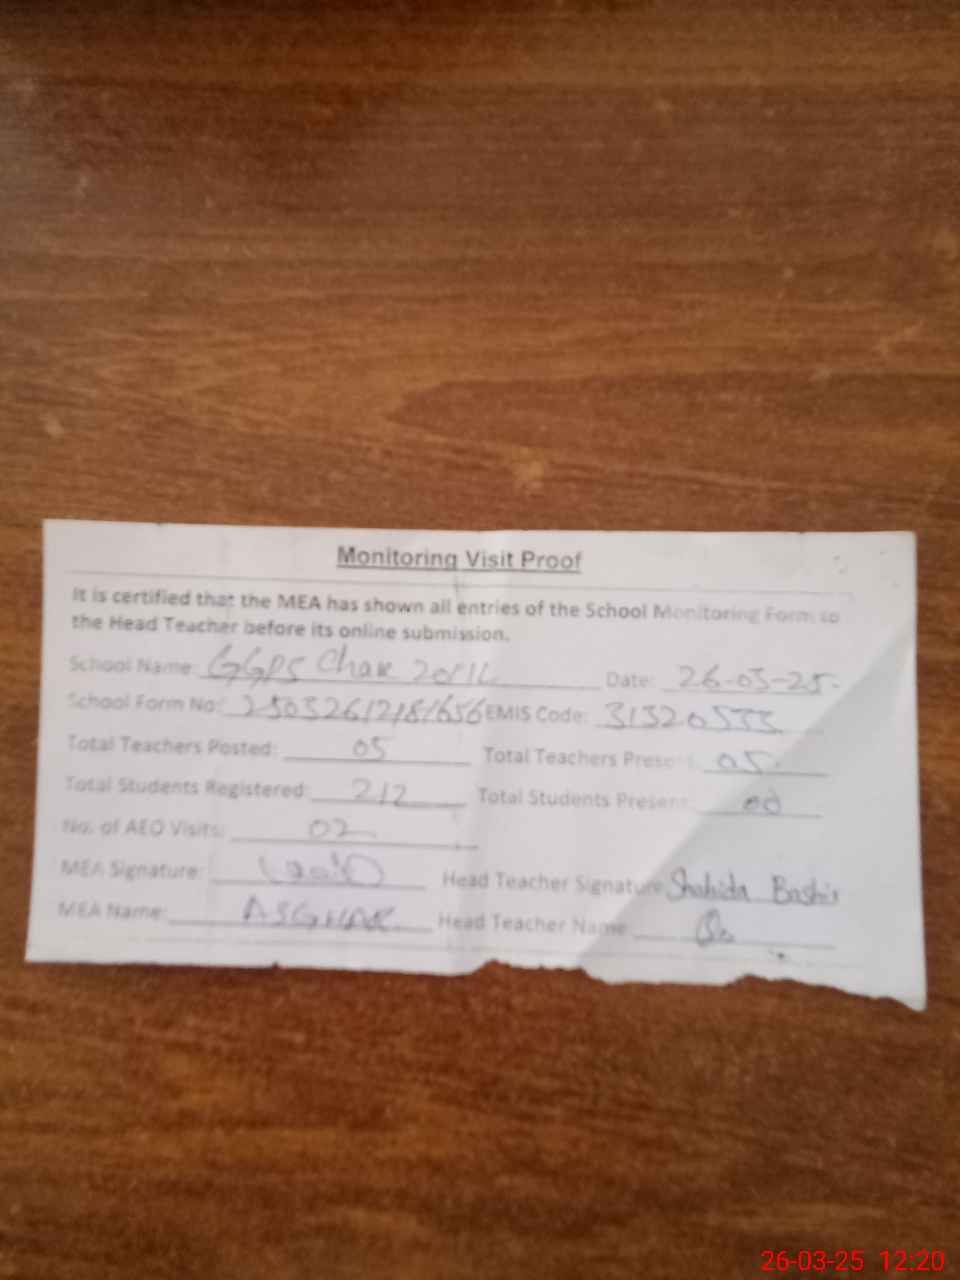 Monitoring Visit Proof
It is certified that the MEA has shown all entries of the School Monitoring Form to
the Head Teacher before its online submission.
School Name: GGPS Chak 20/1L Date: 26-03-25.
School Form No: EMIS Code: 31320533
Total Teachers Posted: 05 Total Teachers Present: 05
Total Students Registered: 212 Total Students Present: 00
No. of AEO Visits: 02
MEA Signature: Head Teacher Signature Shahida Bashir
MEA Name: ASGHAR Head Teacher Name
26-03-25 12:20